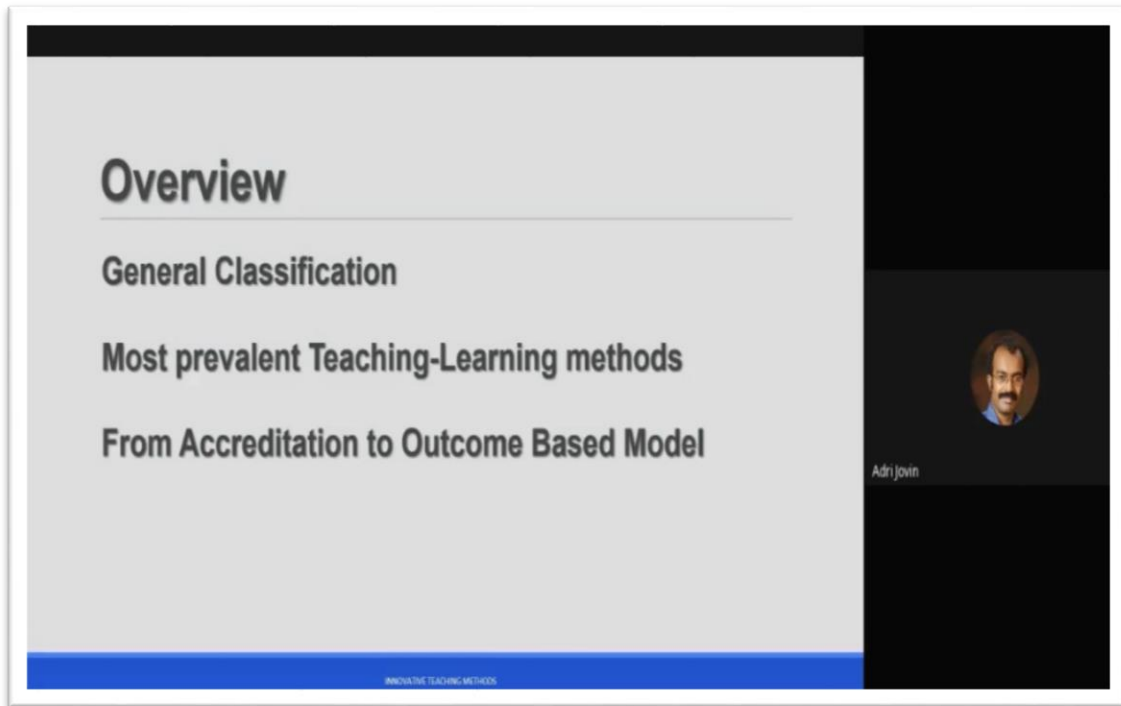 Overview
General Classification
Most prevalent Teaching-Learning methods
From Accreditation to Outcome Based Model
Adri Jovin
INNOVATIVE TEACHING METHODS